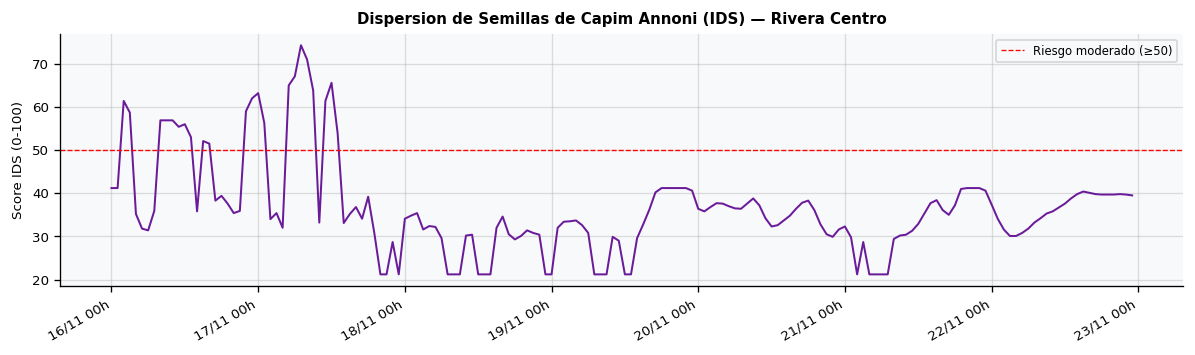 Dispersion de Semillas de Capim Annoni (IDS) — Rivera Centro
Riesgo moderado (≥50)
Score IDS (0-100)
70
60
50
40
30
20
16/11 00h
17/11 00h
18/11 00h
19/11 00h
20/11 00h
21/11 00h
22/11 00h
23/11 00h